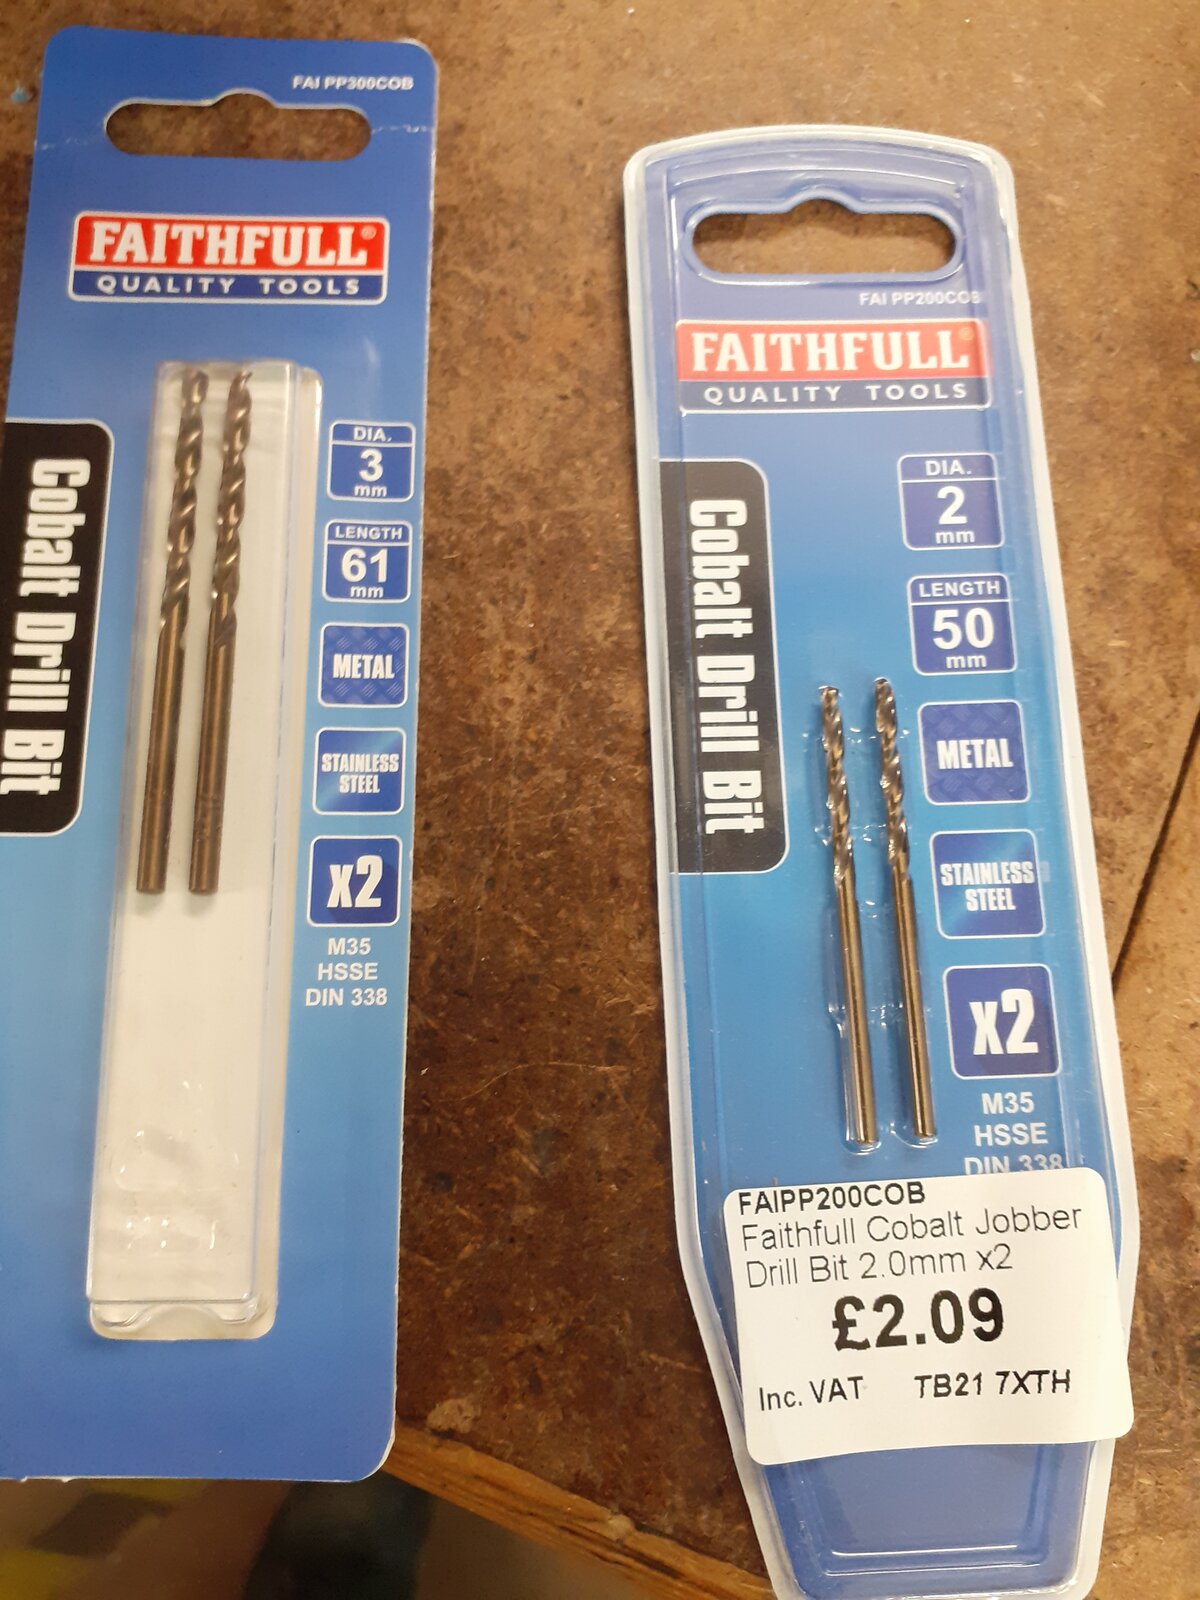 FAI PP300COB
FAITHFULL®
QUALITY TOOLS
Cobalt Drill Bit
DIA.
3
mm
LENGTH
61
mm
METAL
STAINLESS
STEEL
x2
M35
HSSE
DIN 338
FAI PP200COB
FAITHFULL®
QUALITY TOOLS
Cobalt Drill Bit
DIA.
2
mm
LENGTH
50
mm
METAL
STAINLESS
STEEL
x2
M35
HSSE
DIN 338
FAIPP200COB
Faithfull Cobalt Jobber
Drill Bit 2.0mm x2
£2.09
Inc. VAT TB21 7XTH